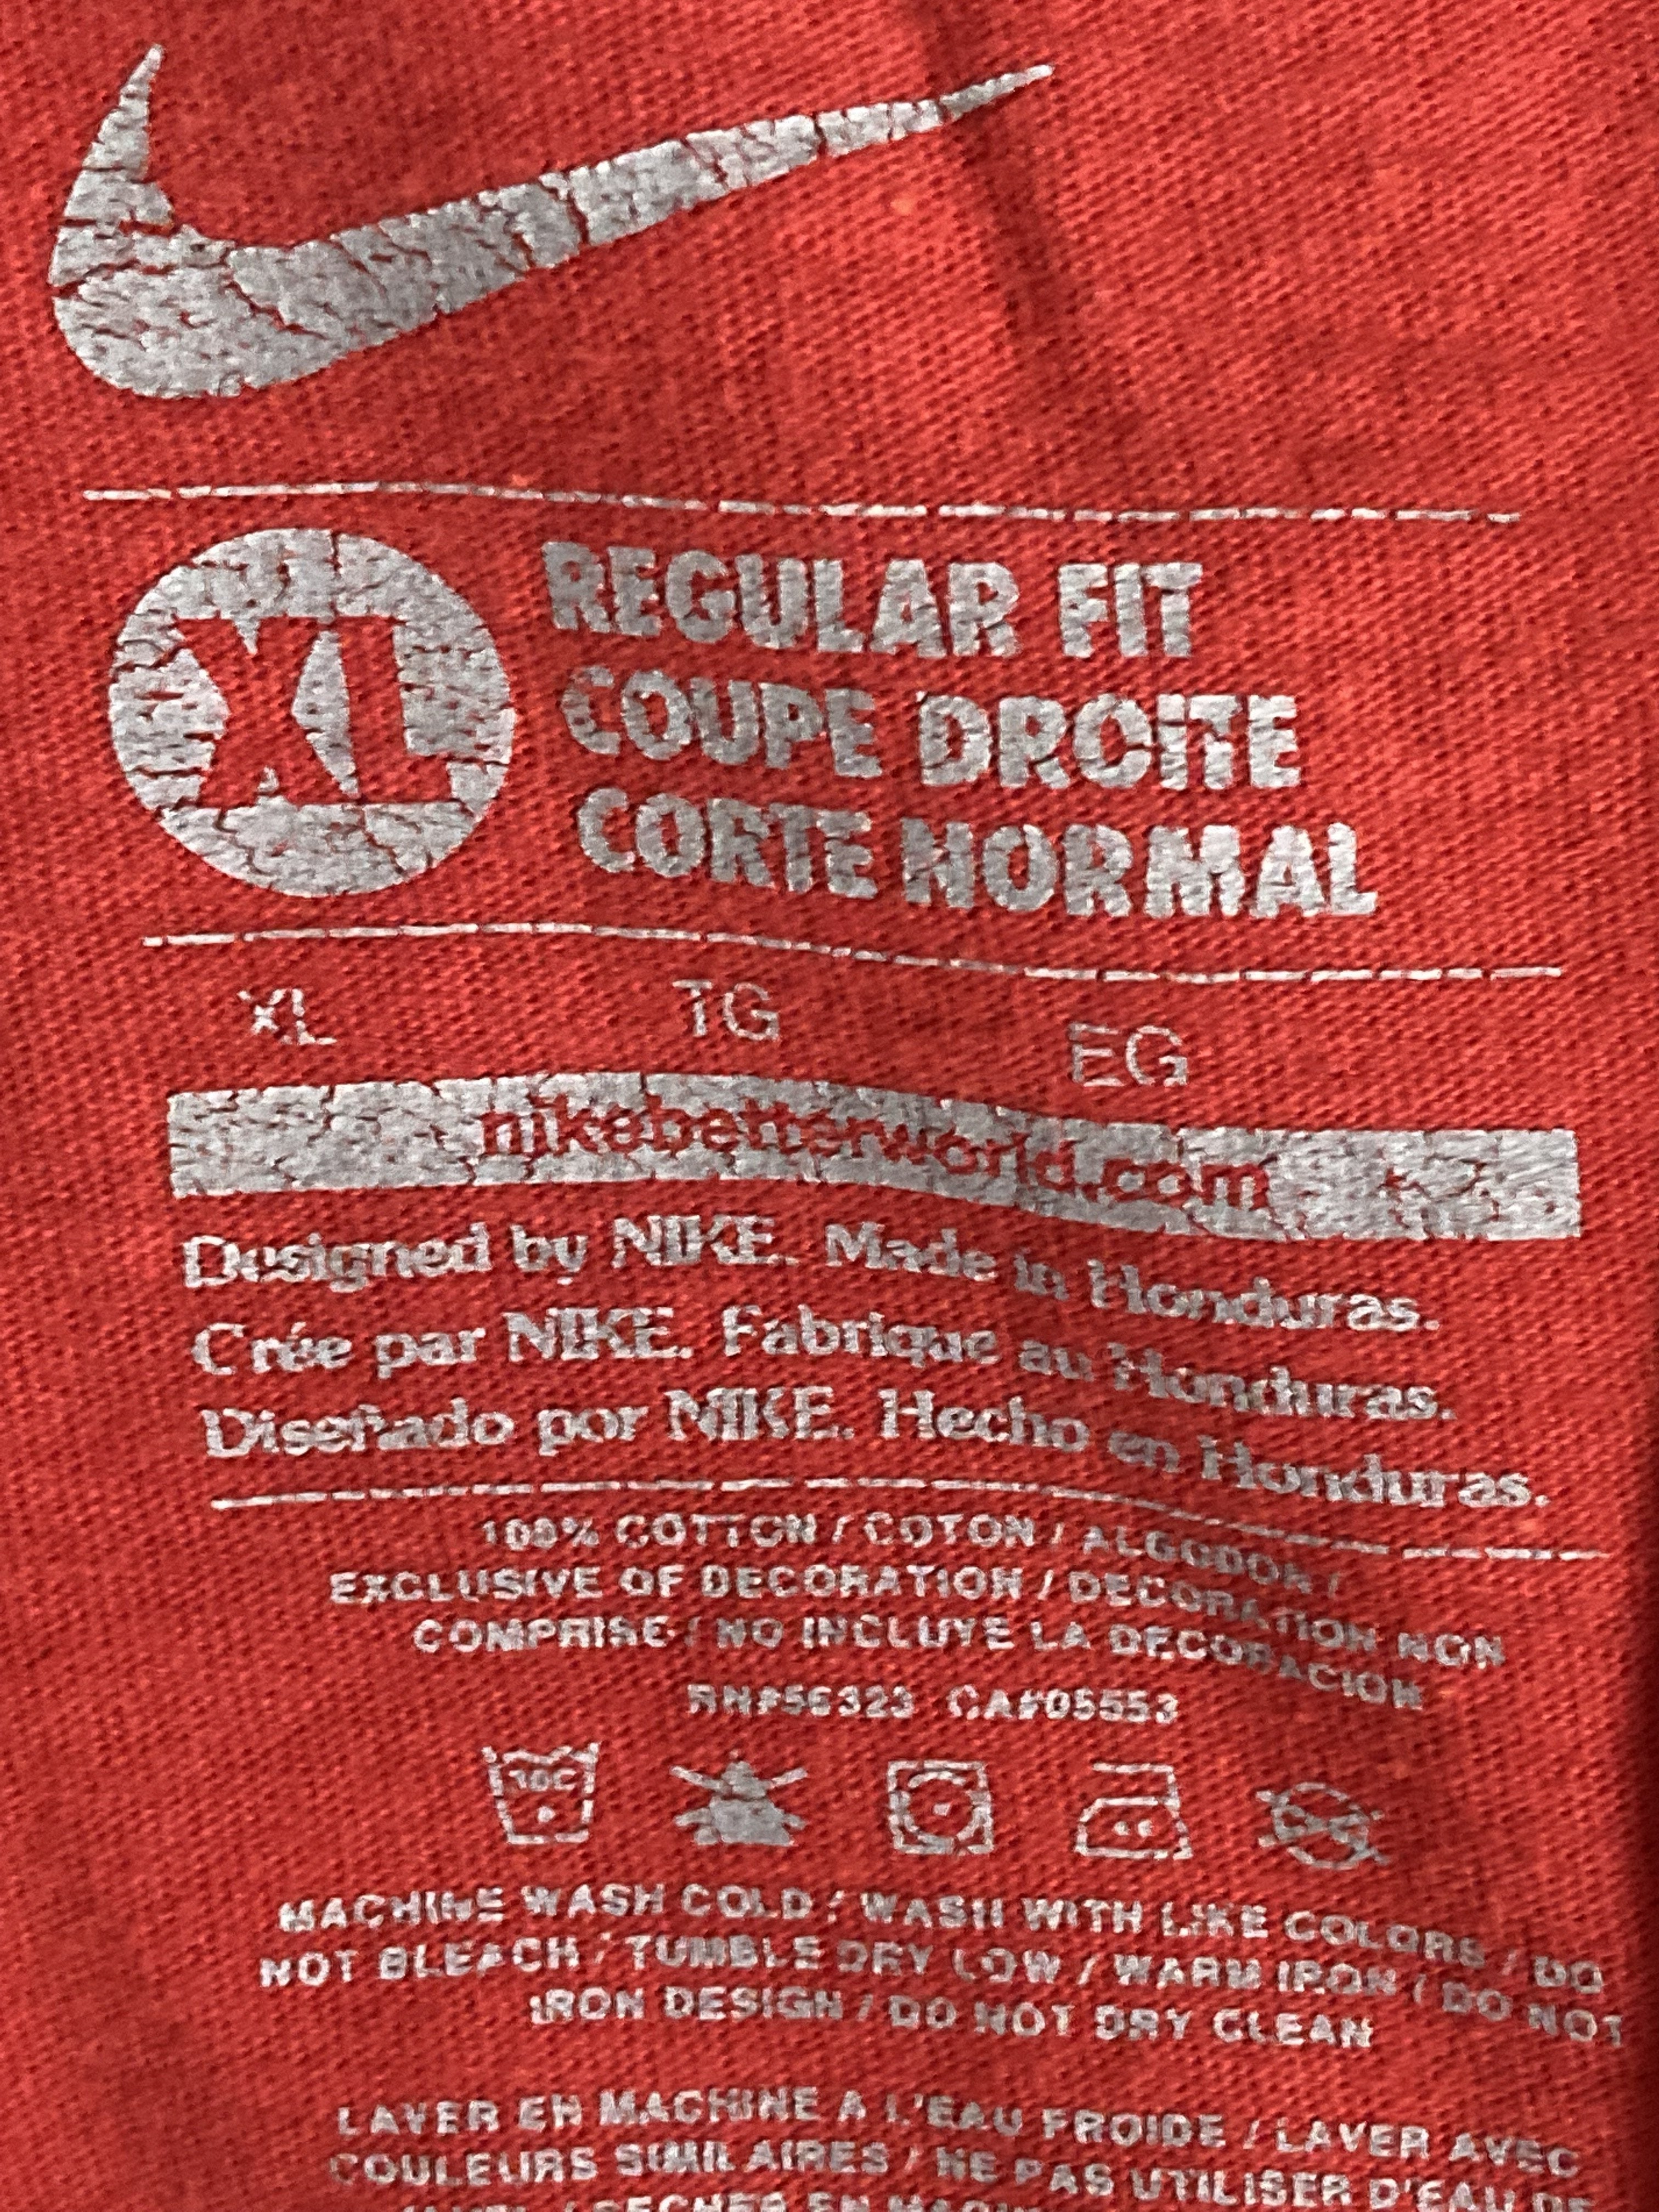 XL
REGULAR FIT
COUPE DROITE
CORTE NORMAL
XL TG EG
nikebetterworld.com
Designed by NIKE. Made in Honduras.
Crée par NIKE. Fabrique au Honduras.
Diseñado por NIKE. Hecho en Honduras.
100% COTTON / COTON / ALGODON /
EXCLUSIVE OF DECORATION / DECORATION NON
COMPRISE / NO INCLUYE LA DECORACION
RN#56323 CA#05553
MACHINE WASH COLD / WASH WITH LIKE COLORS / DO
NOT BLEACH / TUMBLE DRY LOW / WARM IRON / DO NOT
IRON DESIGN / DO NOT DRY CLEAN
LAVER EN MACHINE A L'EAU FROIDE / LAVER AVEC
COULEURS SIMILAIRES / NE PAS UTILISER D'EAU DE